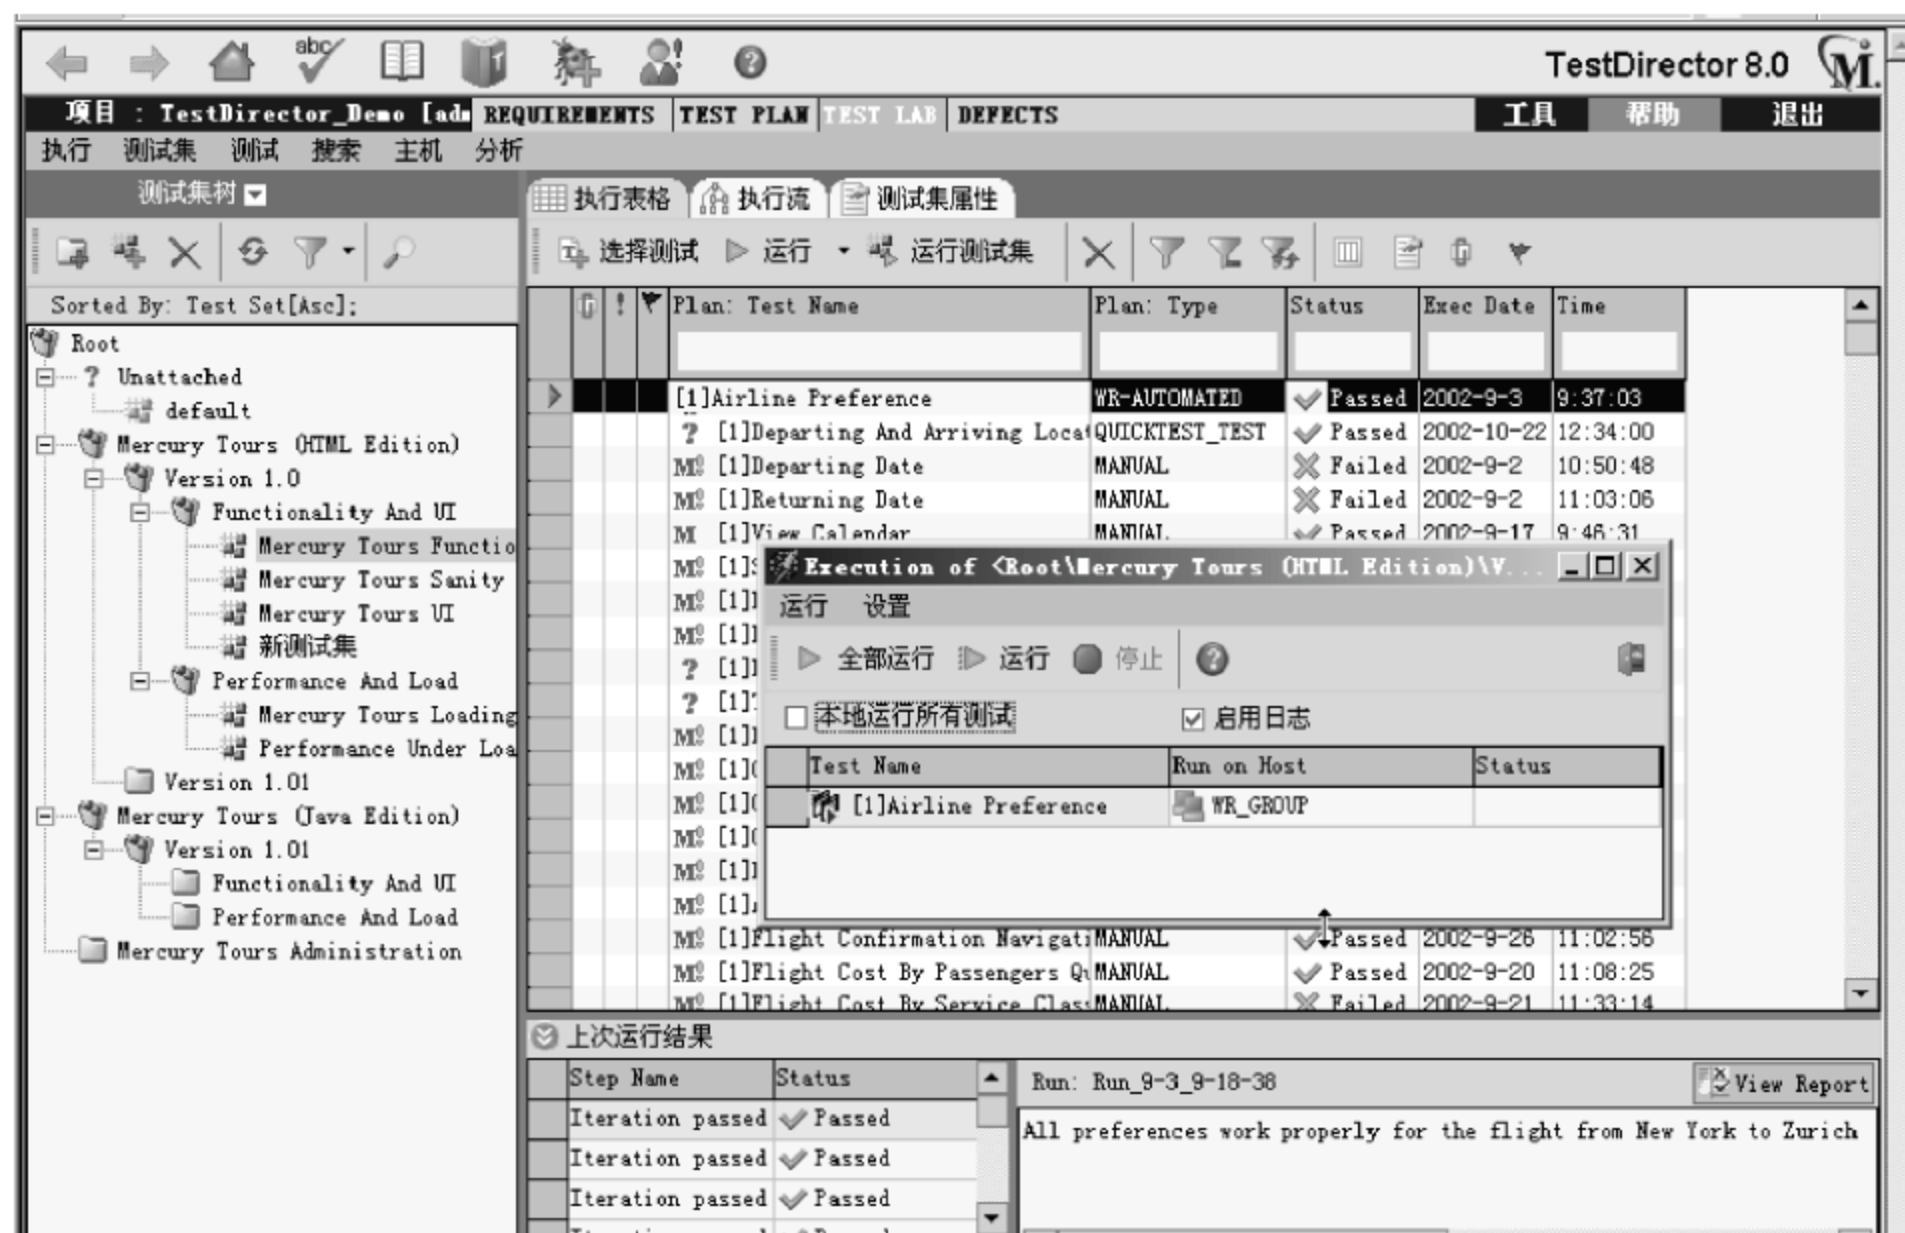 TestDirector 8.0
项目 : TestDirector_Demo [adm REQUIREMENTS TEST PLAN TEST LAB DEFECTS 工具 帮助 退出
执行 测试集 测试 搜索 主机 分析
测试集树
执行表格 执行流 测试集属性
选择测试 运行 运行测试集
Sorted By: Test Set[Asc];
Root
Unattached
default
Mercury Tours (HTML Edition)
Version 1.0
Functionality And UI
Mercury Tours Functio
Mercury Tours Sanity
Mercury Tours UI
新测试集
Performance And Load
Mercury Tours Loading
Performance Under Loa
Version 1.01
Mercury Tours (Java Edition)
Version 1.01
Functionality And UI
Performance And Load
Mercury Tours Administration
Plan: Test Name Plan: Type Status Exec Date Time
[1]Airline Preference WR-AUTOMATED Passed 2002-9-3 9:37:03
[1]Departing And Arriving Loca QUICKTEST_TEST Passed 2002-10-22 12:34:00
[1]Departing Date MANUAL Failed 2002-9-2 10:50:48
[1]Returning Date MANUAL Failed 2002-9-2 11:03:06
[1]View Calendar MANUAL Passed 2002-9-17 9:46:31
Execution of <Root\Mercury Tours (HTML Edition)\V...
运行 设置
全部运行 运行 停止
本地运行所有测试 启用日志
Test Name Run on Host Status
[1]Airline Preference WR_GROUP
[1]Flight Confirmation Navigati MANUAL Passed 2002-9-26 11:02:56
[1]Flight Cost By Passengers Qu MANUAL Passed 2002-9-20 11:08:25
[1]Flight Cost By Service Clas MANUAL Failed 2002-9-21 11:33:14
上次运行结果
Step Name Status
Iteration passed Passed
Iteration passed Passed
Iteration passed Passed
Run: Run_9-3_9-18-38 View Report
All preferences work properly for the flight from New York to Zurich